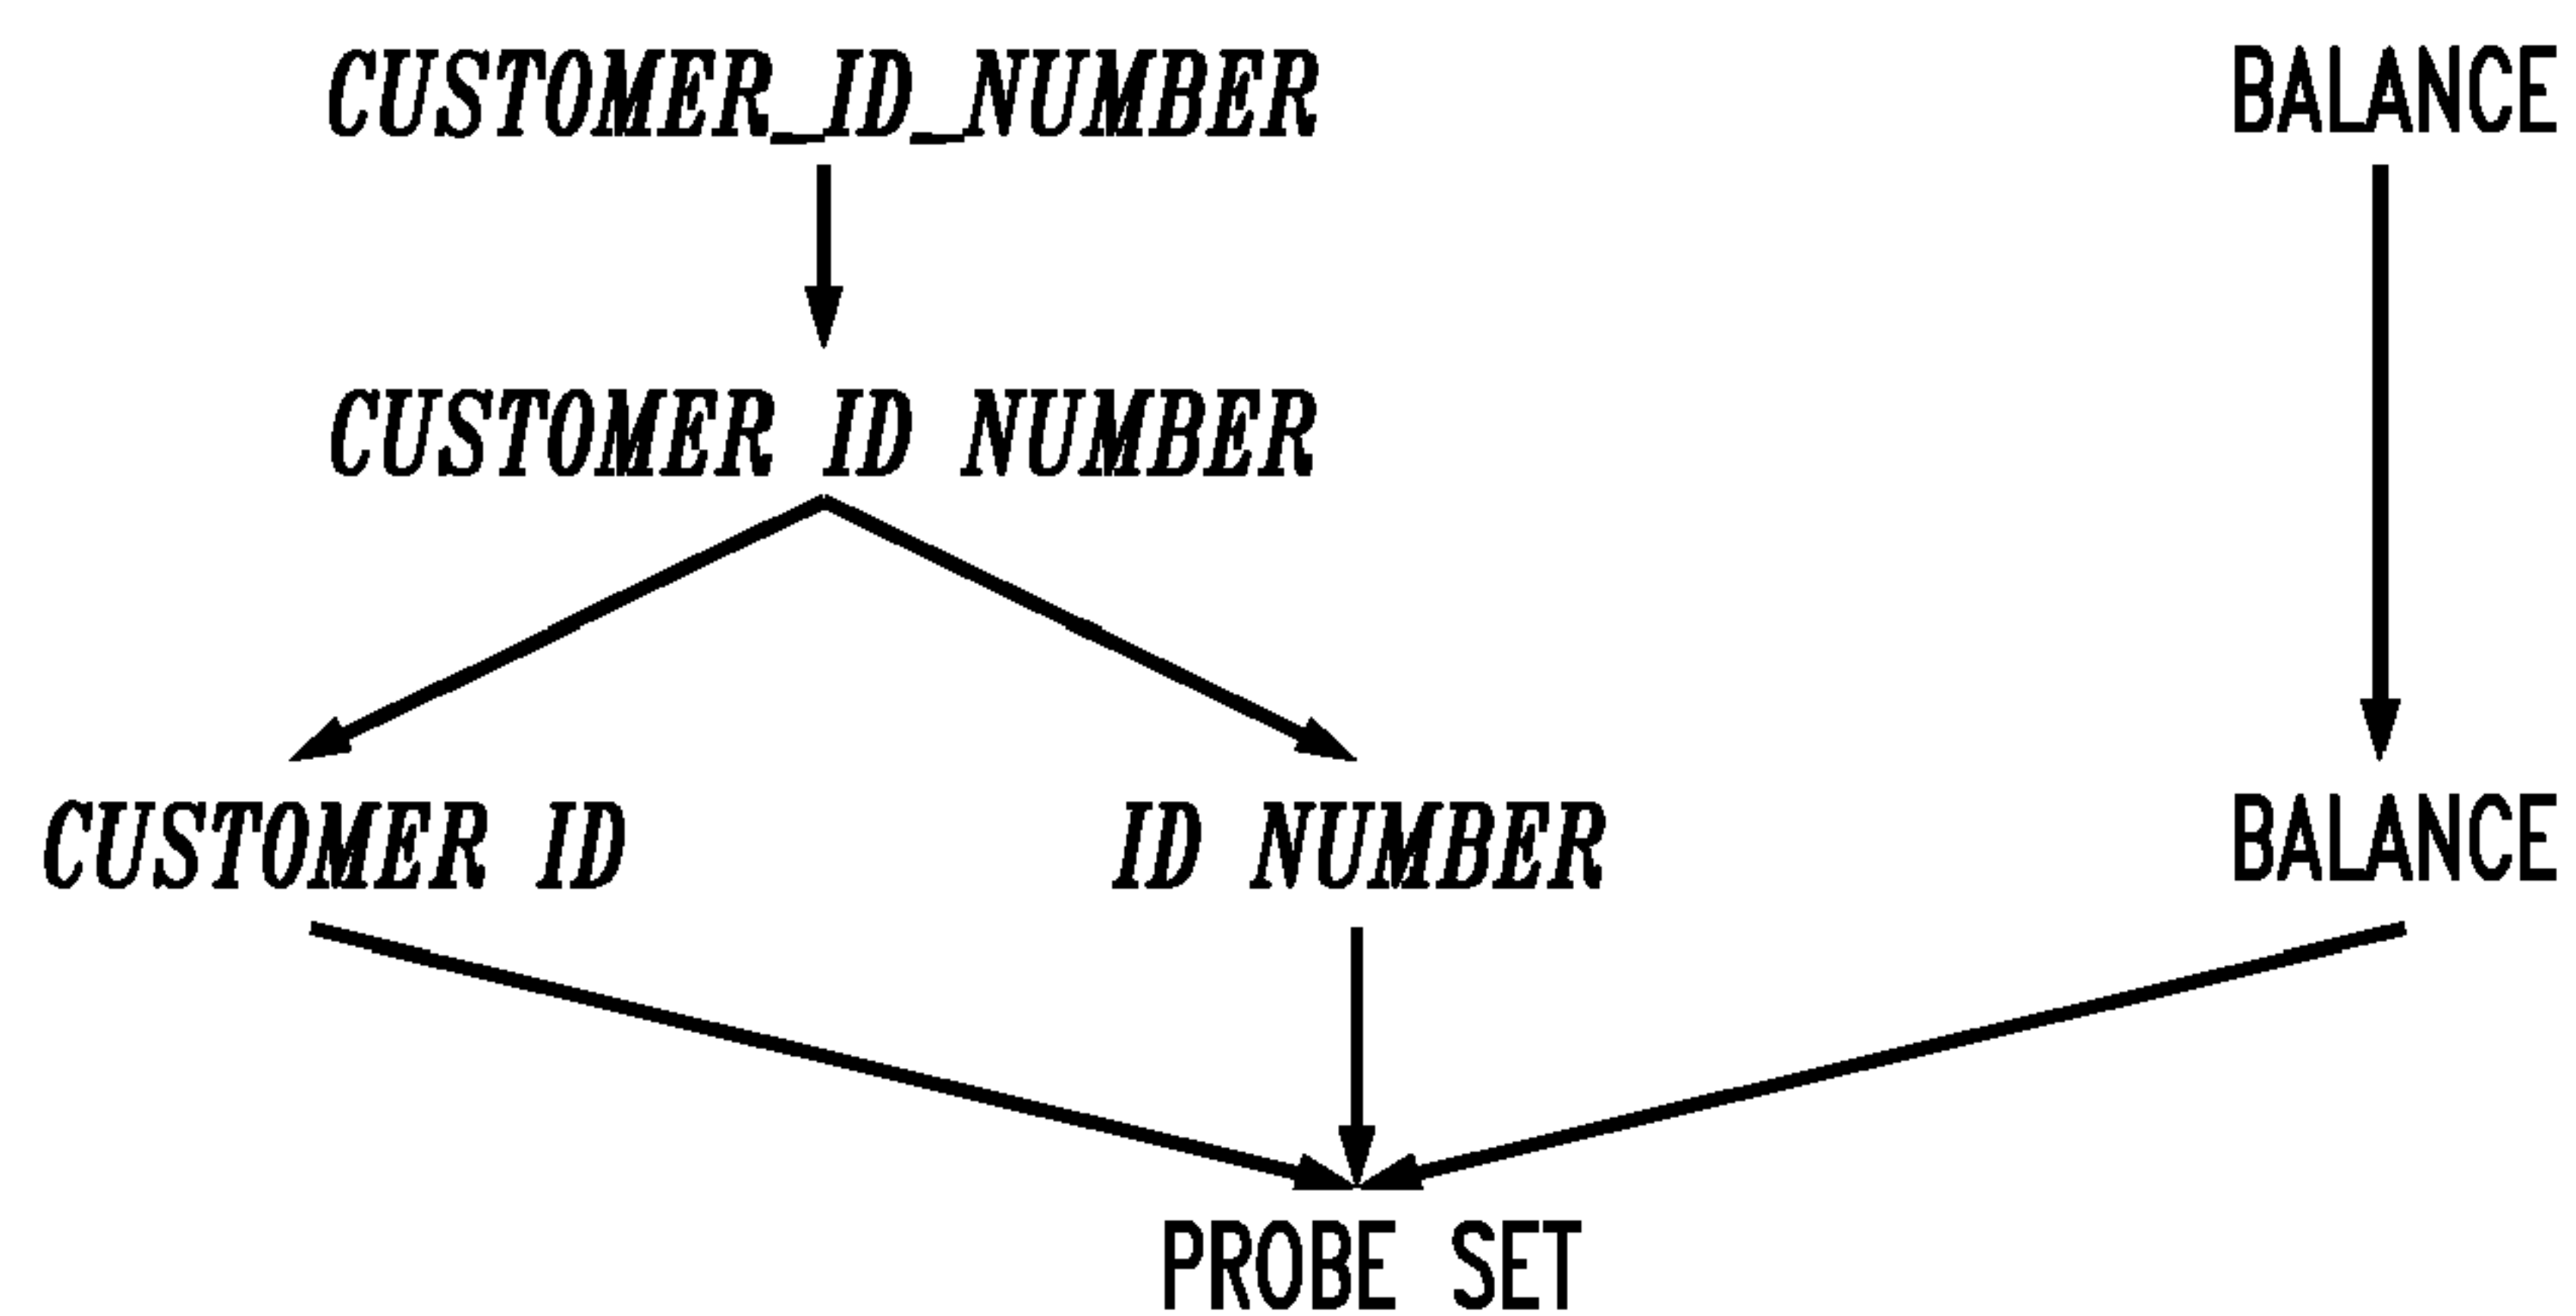 CUSTOMER_ID_NUMBER BALANCE
CUSTOMER ID NUMBER
CUSTOMER ID ID NUMBER BALANCE
PROBE SET